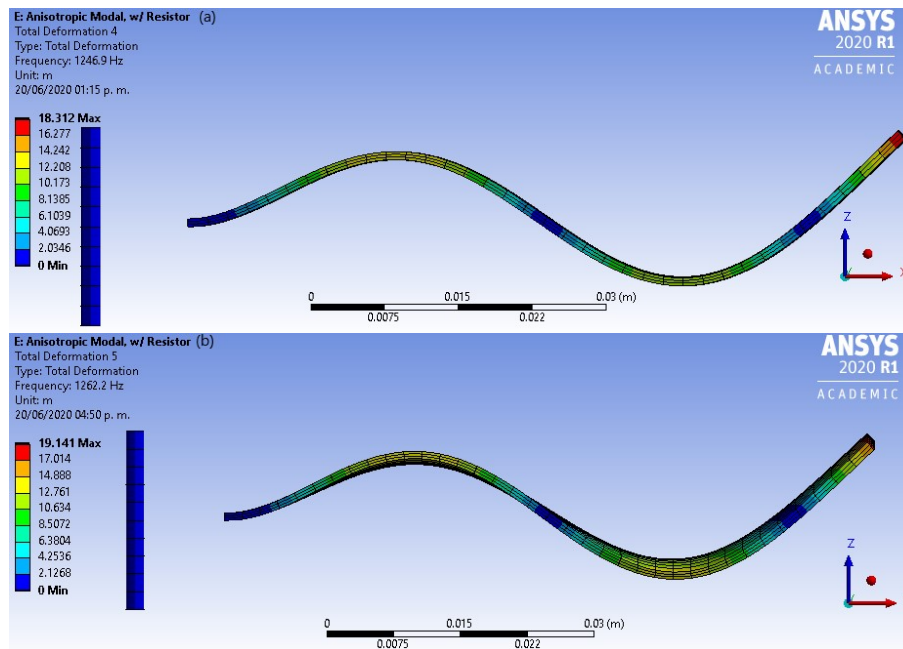 E: Anisotropic Modal, w/ Resistor (a)
Total Deformation 4
Type: Total Deformation
Frequency: 1246.9 Hz
Unit: m
20/06/2020 01:15 p. m.
18.312 Max
16.277
14.242
12.208
10.173
8.1385
6.1039
4.0693
2.0346
0 Min
ANSYS
2020 R1
ACADEMIC
Z
X
0 0.015 0.03 (m)
0.0075 0.022
E: Anisotropic Modal, w/ Resistor (b)
Total Deformation 5
Type: Total Deformation
Frequency: 1262.2 Hz
Unit: m
20/06/2020 04:50 p. m.
19.141 Max
17.014
14.888
12.761
10.634
8.5072
6.3804
4.2536
2.1268
0 Min
ANSYS
2020 R1
ACADEMIC
Z
0 0.015 0.03 (m)
0.0075 0.022